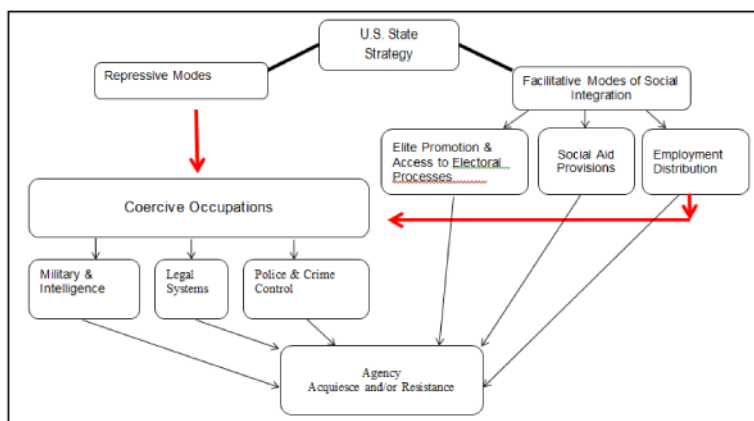 U.S. State
Strategy
Repressive Modes
Facilitative Modes of Social
Integration
Elite Promotion &
Access to Electoral
Processes
Social Aid
Provisions
Employment
Distribution
Coercive Occupations
Military &
Intelligence
Legal
Systems
Police & Crime
Control
Agency
Acquiesce and/or Resistance